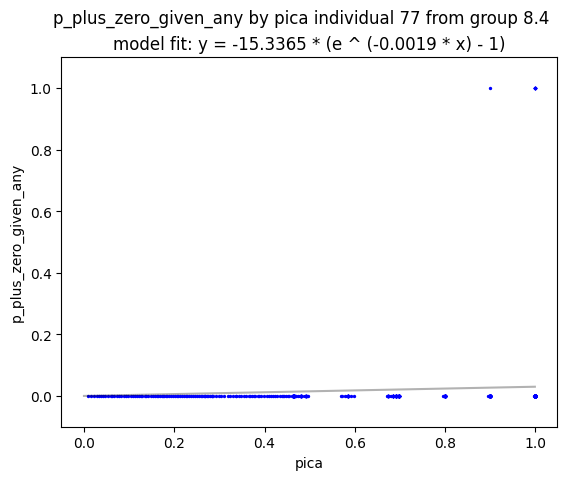 p_plus_zero_given_any by pica individual 77 from group 8.4
model fit: y = -15.3365 * (e ^ (-0.0019 * x) - 1)
p_plus_zero_given_any
1.0
0.8
0.6
0.4
0.2
0.0
0.0 0.2 0.4 0.6 0.8 1.0
pica